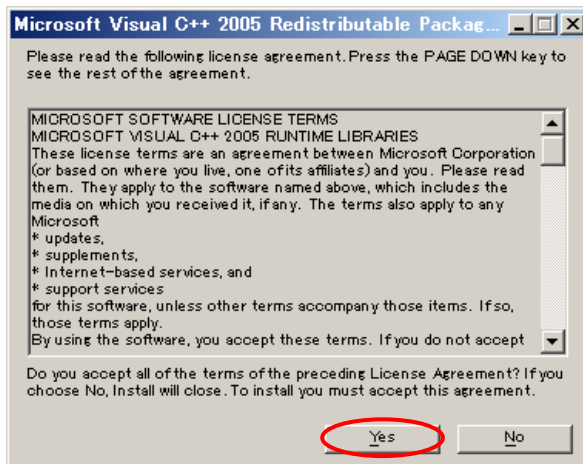 Microsoft Visual C++ 2005 Redistributable Packag...
Please read the following license agreement. Press the PAGE DOWN key to
see the rest of the agreement.
MICROSOFT SOFTWARE LICENSE TERMS
MICROSOFT VISUAL C++ 2005 RUNTIME LIBRARIES
These license terms are an agreement between Microsoft Corporation
(or based on where you live, one of its affiliates) and you. Please read
them. They apply to the software named above, which includes the
media on which you received it, if any. The terms also apply to any
Microsoft
* updates,
* supplements,
* Internet-based services, and
* support services
for this software, unless other terms accompany those items. If so,
those terms apply.
By using the software, you accept these terms. If you do not accept
Do you accept all of the terms of the preceding License Agreement? If you
choose No, Install will close. To install you must accept this agreement.
Yes No